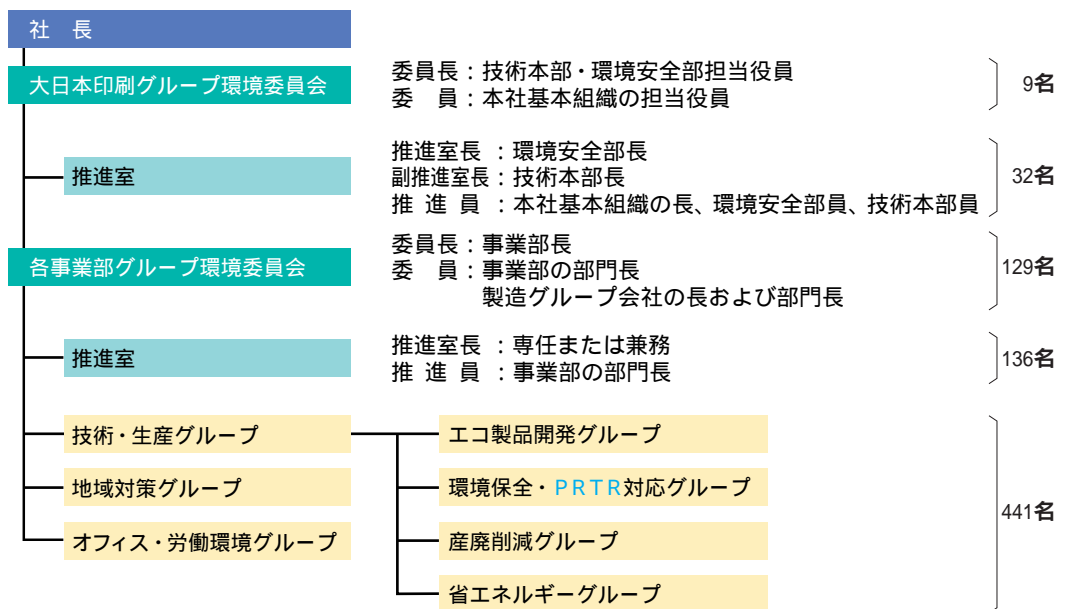 社　長
大日本印刷グループ環境委員会
委員長：技術本部・環境安全部担当役員
委　員：本社基本組織の担当役員
9名
推進室
推進室長 ：環境安全部長
副推進室長：技術本部長
推 進 員 ：本社基本組織の長、環境安全部員、技術本部員
32名
各事業部グループ環境委員会
委員長：事業部長
委　員：事業部の部門長
製造グループ会社の長および部門長
129名
推進室
推進室長 ：専任または兼務
推 進 員 ：事業部の部門長
136名
技術・生産グループ
エコ製品開発グループ
地域対策グループ
環境保全・ＰＲＴＲ対応グループ
オフィス・労働環境グループ
産廃削減グループ
省エネルギーグループ
441名